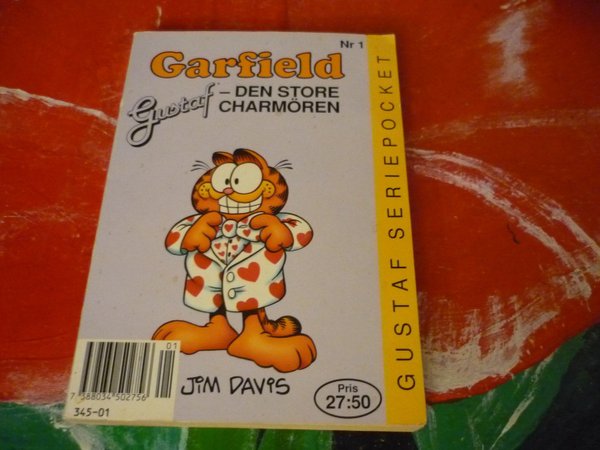 Nr 1
Garfield
Gustaf – DEN STORE
CHARMÖREN
GUSTAF SERIEPOCKET
01
7 388034 502756
345-01
JIM DAVIS
Pris
27:50